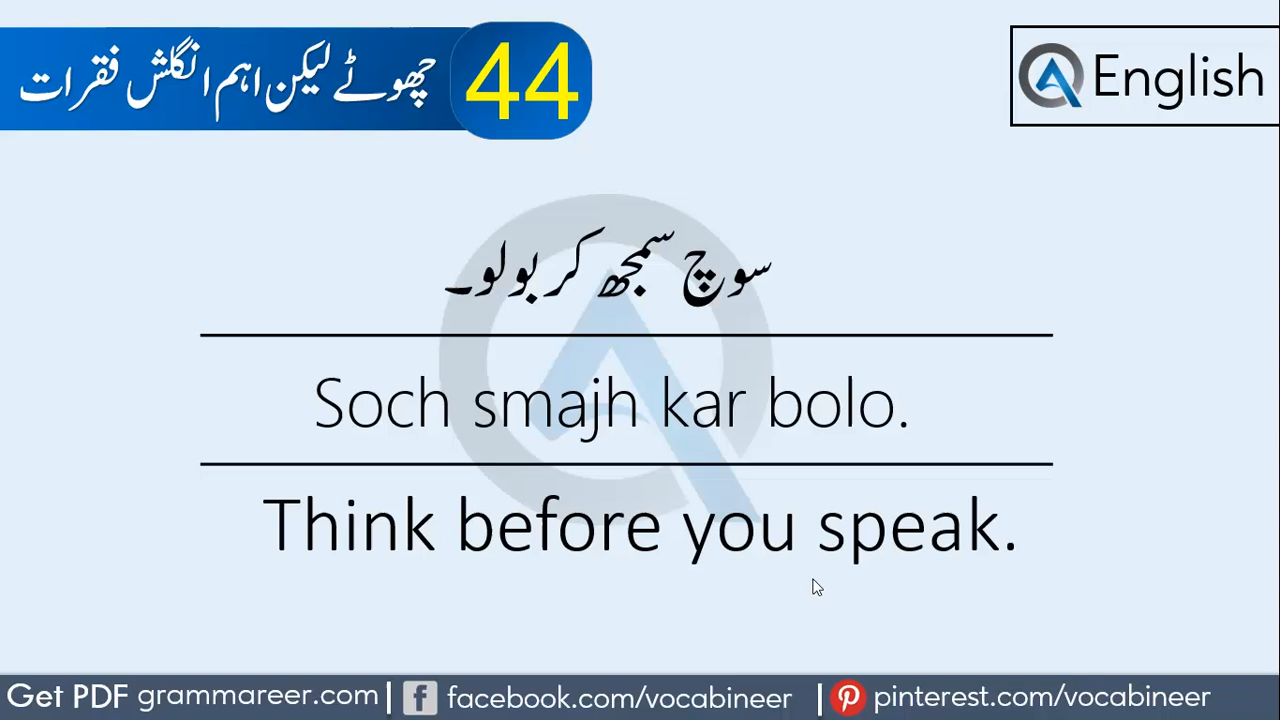 44 چھوٹے لیکن اہم انگلش فقرات
English
سوچ سمجھ کر بولو۔
Soch smajh kar bolo.
Think before you speak.
Get PDF grammareer.com | facebook.com/vocabineer | pinterest.com/vocabineer